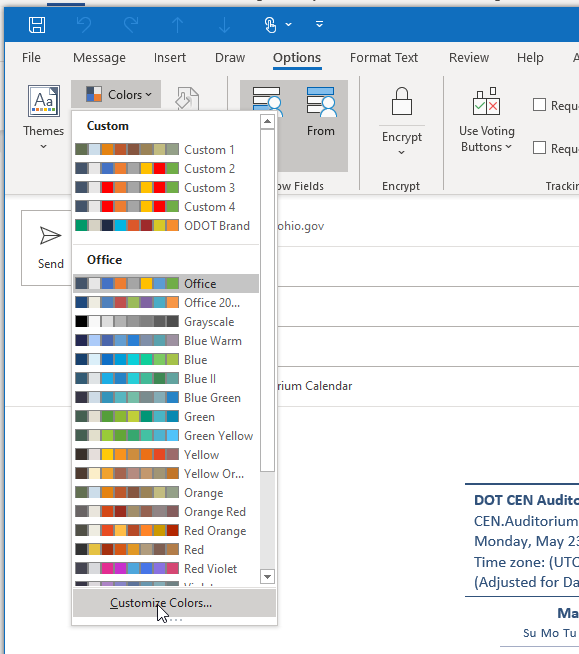 File Message Insert Draw Options Format Text Review Help
Aa
Themes
Colors
From
Encrypt
Use Voting
Buttons
Requ
Requ
ow Fields
Encrypt
Trackin
Custom
Custom 1
Custom 2
Custom 3
Custom 4
ODOT Brand
Office
Office
Office 20...
Grayscale
Blue Warm
Blue
Blue II
Blue Green
Green
Green Yellow
Yellow
Yellow Or...
Orange
Orange Red
Red Orange
Red
Red Violet
Violet
Customize Colors...
Send
ohio.gov
rium Calendar
DOT CEN Audito
CEN.Auditorium
Monday, May 23
Time zone: (UTC
(Adjusted for Da
Ma
Su Mo Tu